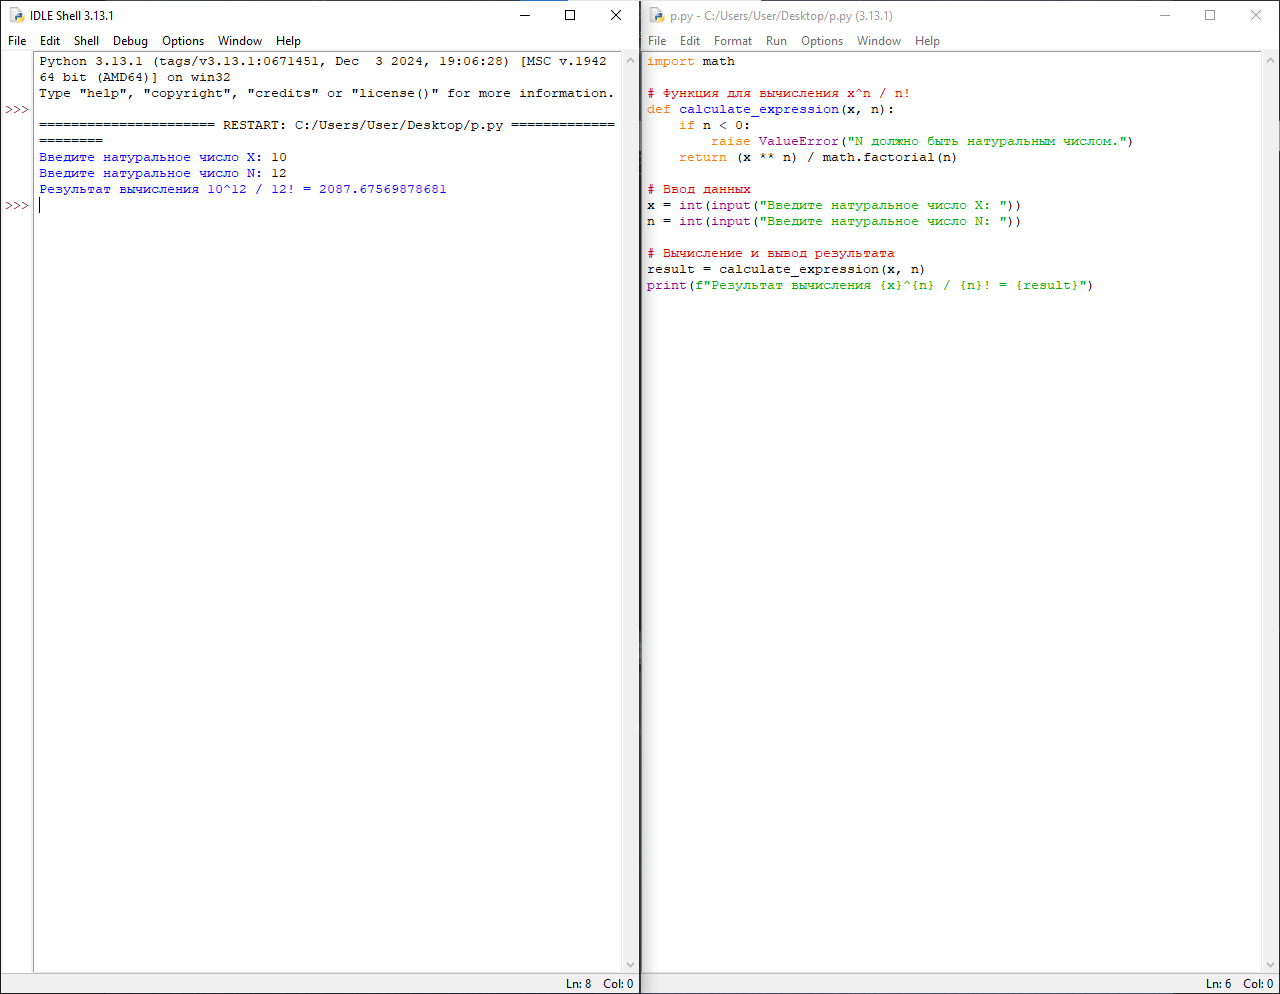 IDLE Shell 3.13.1
File Edit Shell Debug Options Window Help
Python 3.13.1 (tags/v3.13.1:0671451, Dec  3 2024, 19:06:28) [MSC v.1942
64 bit (AMD64)] on win32
Type "help", "copyright", "credits" or "license()" for more information.
>>>
====================== RESTART: C:/Users/User/Desktop/p.py =============
========
Введите натуральное число X: 10
Введите натуральное число N: 12
Результат вычисления 10^12 / 12! = 2087.67569878681
>>>
Ln: 8 Col: 0
p.py - C:/Users/User/Desktop/p.py (3.13.1)
File Edit Format Run Options Window Help
import math
# Функция для вычисления x^n / n!
def calculate_expression(x, n):
    if n < 0:
        raise ValueError("N должно быть натуральным числом.")
    return (x ** n) / math.factorial(n)
# Ввод данных
x = int(input("Введите натуральное число X: "))
n = int(input("Введите натуральное число N: "))
# Вычисление и вывод результата
result = calculate_expression(x, n)
print(f"Результат вычисления {x}^{n} / {n}! = {result}")
Ln: 6 Col: 0